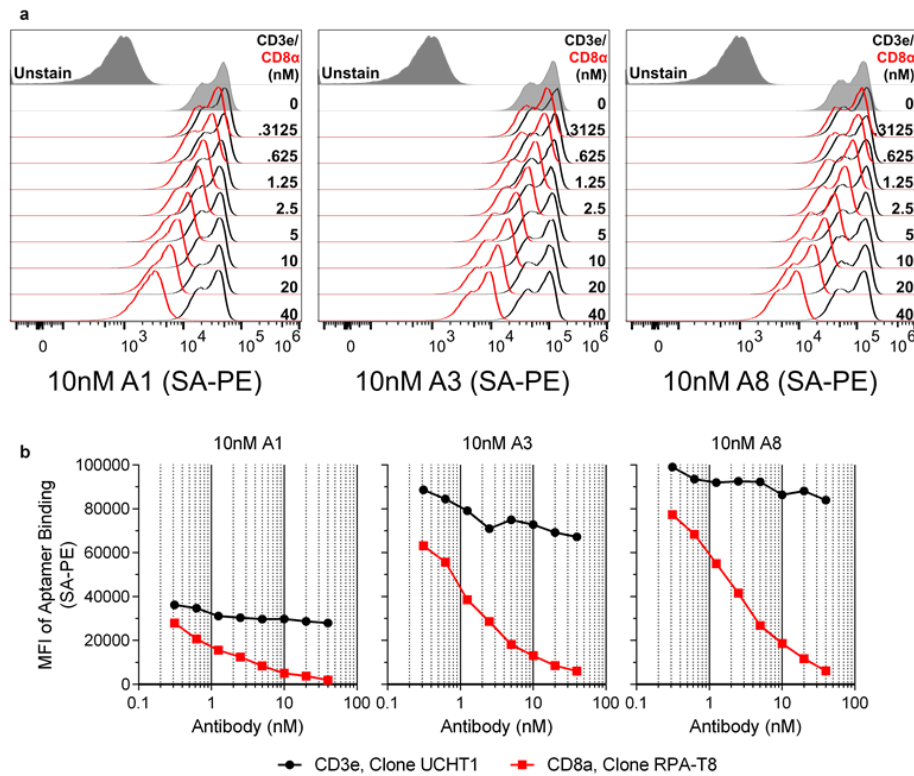 a
CD3e/
CD8α
(nM)
Unstain
0
.3125
.625
1.25
2.5
5
10
20
40
0 10³ 10⁴ 10⁵ 10⁶
10nM A1 (SA-PE)
CD3e/
CD8α
(nM)
Unstain
0
.3125
.625
1.25
2.5
5
10
20
40
0 10³ 10⁴ 10⁵ 10⁶
10nM A3 (SA-PE)
CD3e/
CD8α
(nM)
Unstain
0
.3125
.625
1.25
2.5
5
10
20
40
0 10³ 10⁴ 10⁵ 10⁶
10nM A8 (SA-PE)
b
10nM A1
10nM A3
10nM A8
MFI of Aptamer Binding
(SA-PE)
100000
80000
60000
40000
20000
0
0.1 1 10 100
Antibody (nM)
0.1 1 10 100
Antibody (nM)
0.1 1 10 100
Antibody (nM)
CD3e, Clone UCHT1
CD8a, Clone RPA-T8